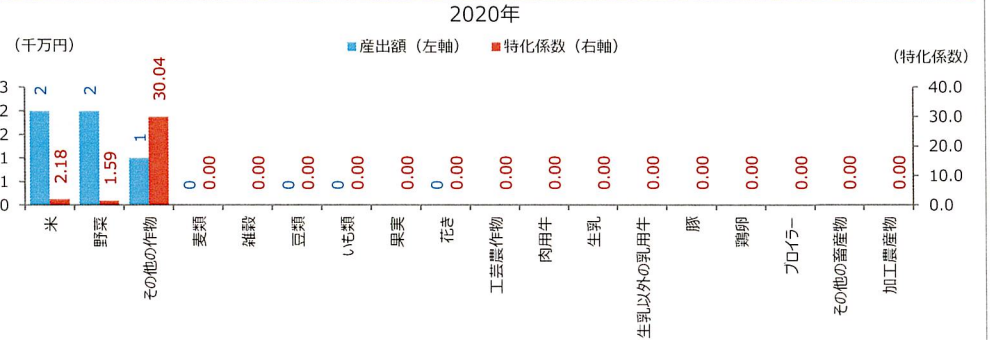 2020年
（千万円）
■産出額（左軸） ■特化係数（右軸）
（特化係数）
3
2
2
1
1
0
40.0
30.0
20.0
10.0
0.0
2 2.18
2 1.59
1 30.04
0 0.00
0.00
0 0.00
0 0.00
0.00
0 0.00
0.00
0.00
0.00
0.00
0.00
0.00
0.00
0.00
0.00
米
野菜
その他の作物
麦類
雑穀
豆類
いも類
果実
花き
工芸農作物
肉用牛
生乳
生乳以外の乳用牛
豚
鶏卵
ブロイラー
その他の畜産物
加工農産物